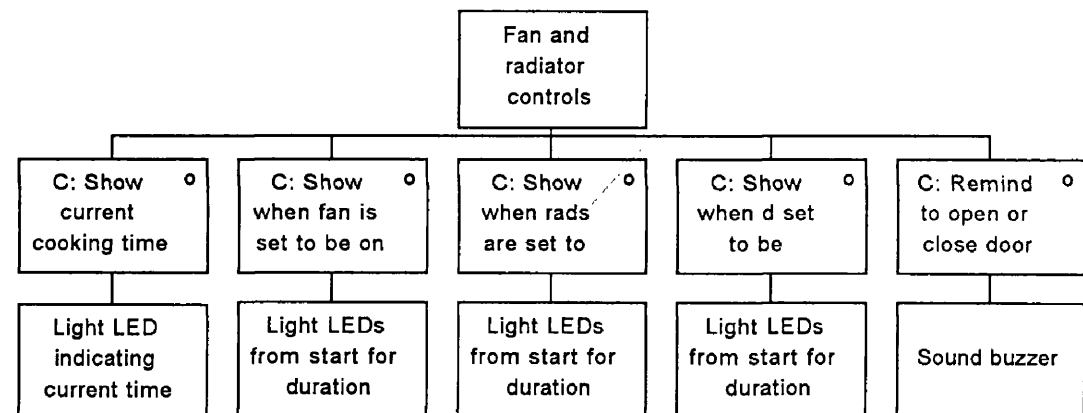 Fan and
radiator
controls
C: Show o
current
cooking time
C: Show o
when fan is
set to be on
C: Show o
when rads
are set to
C: Show o
when d set
to be
C: Remind o
to open or
close door
Light LED
indicating
current time
Light LEDs
from start for
duration
Light LEDs
from start for
duration
Light LEDs
from start for
duration
Sound buzzer